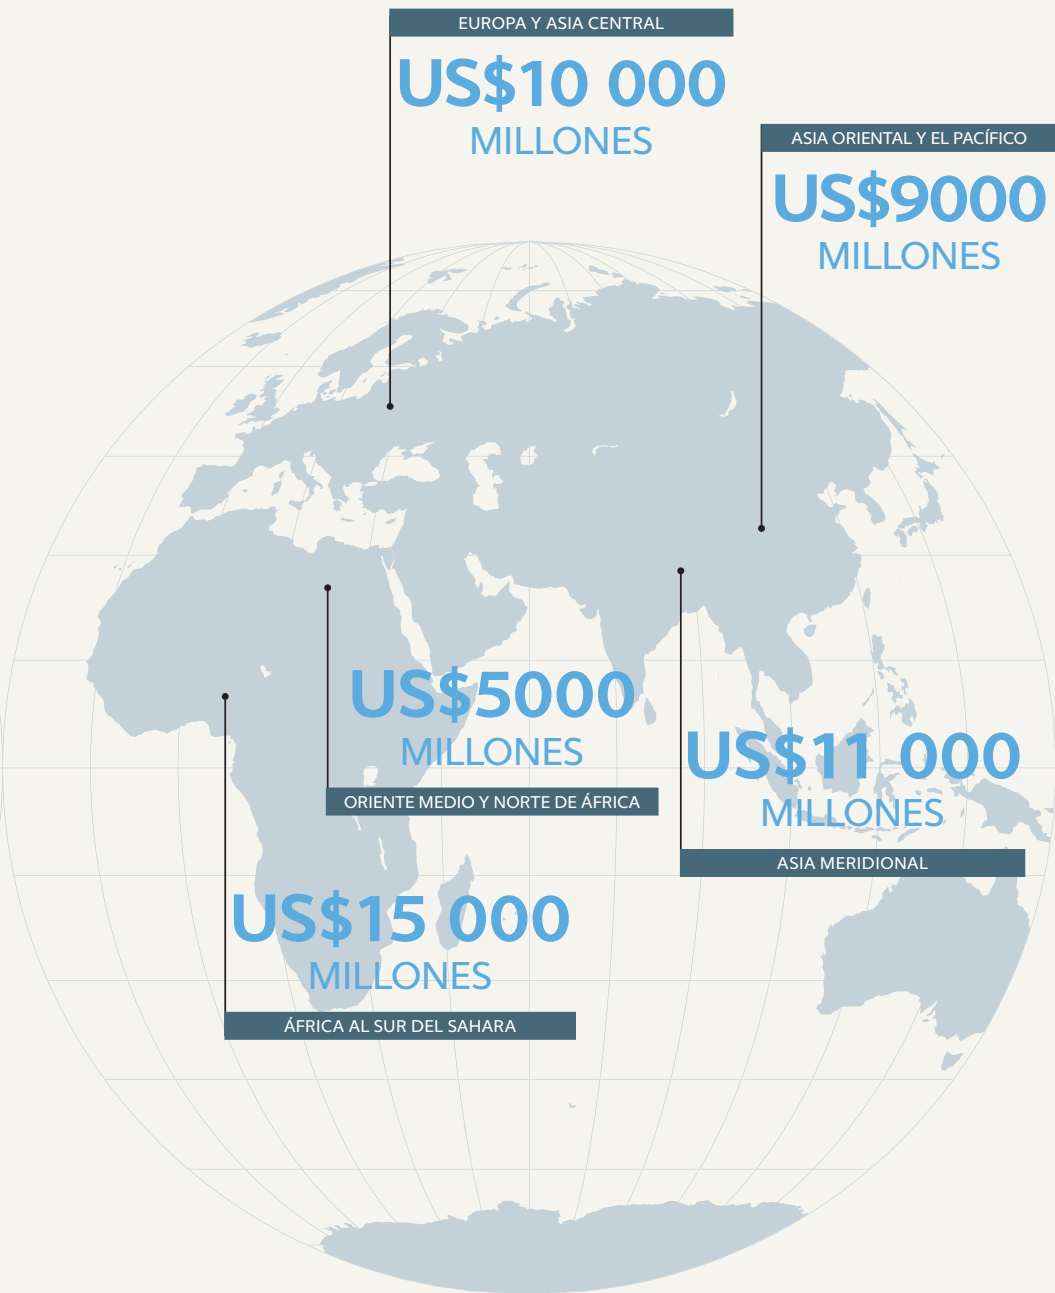 EUROPA Y ASIA CENTRAL
US$10 000
MILLONES
ASIA ORIENTAL Y EL PACÍFICO
US$9000
MILLONES
US$5000
MILLONES
ORIENTE MEDIO Y NORTE DE ÁFRICA
US$11 000
MILLONES
ASIA MERIDIONAL
US$15 000
MILLONES
ÁFRICA AL SUR DEL SAHARA